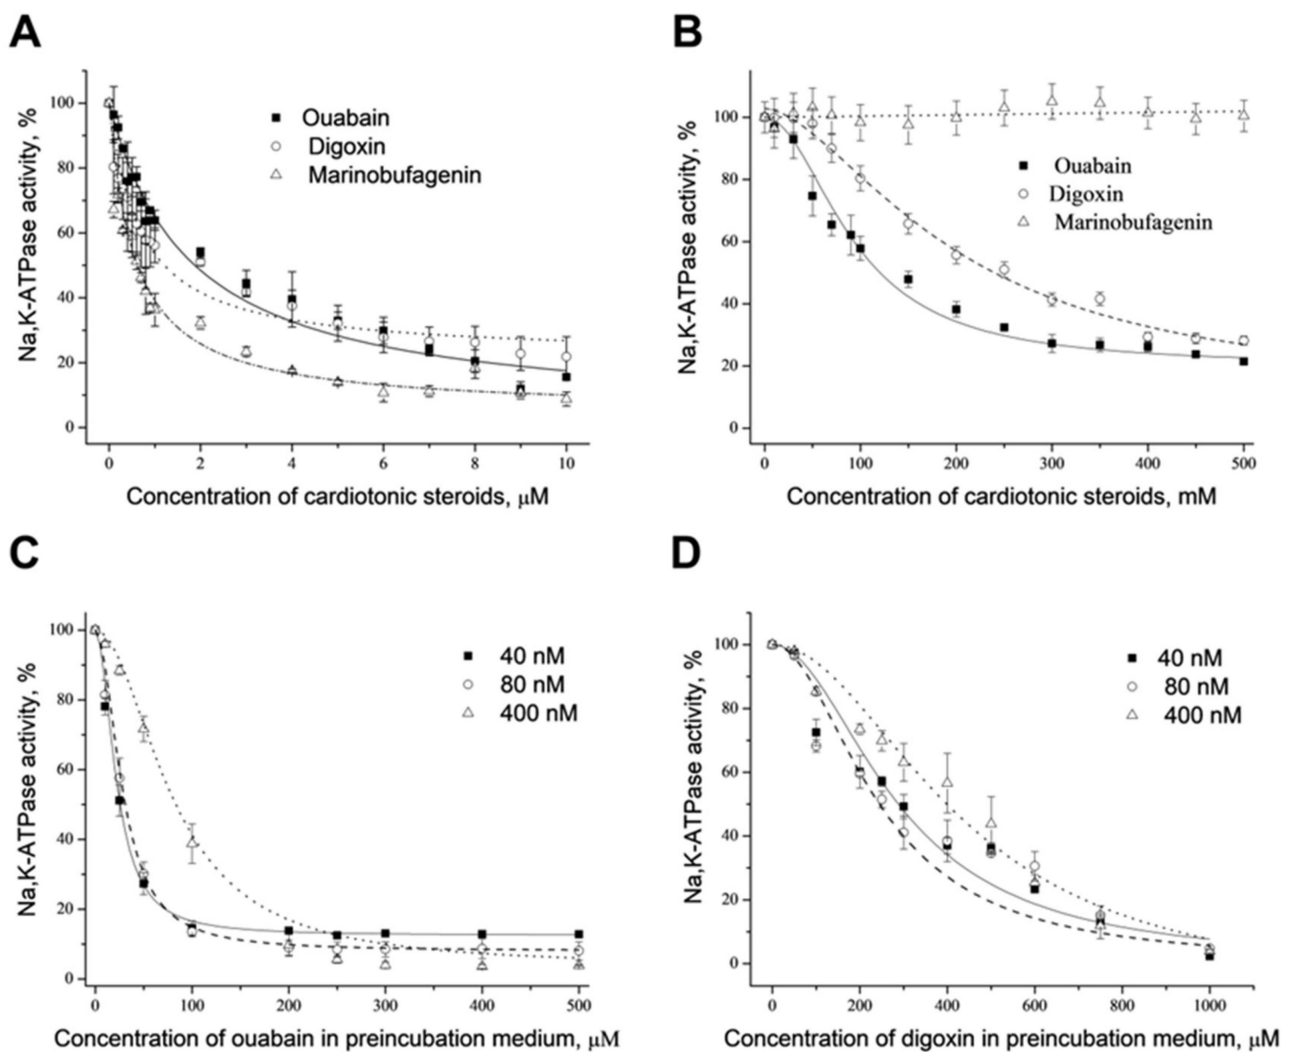 A
Na,K-ATPase activity, %
100
80
60
40
20
0
Ouabain
Digoxin
Marinobufagenin
0 2 4 6 8 10
Concentration of cardiotonic steroids, μM
B
Na,K-ATPase activity, %
100
80
60
40
20
0
Ouabain
Digoxin
Marinobufagenin
0 100 200 300 400 500
Concentration of cardiotonic steroids, mM
C
Na,K-ATPase activity, %
100
80
60
40
20
0
40 nM
80 nM
400 nM
0 100 200 300 400 500
Concentration of ouabain in preincubation medium, μM
D
Na,K-ATPase activity, %
100
80
60
40
20
0
40 nM
80 nM
400 nM
0 200 400 600 800 1000
Concentration of digoxin in preincubation medium, μM